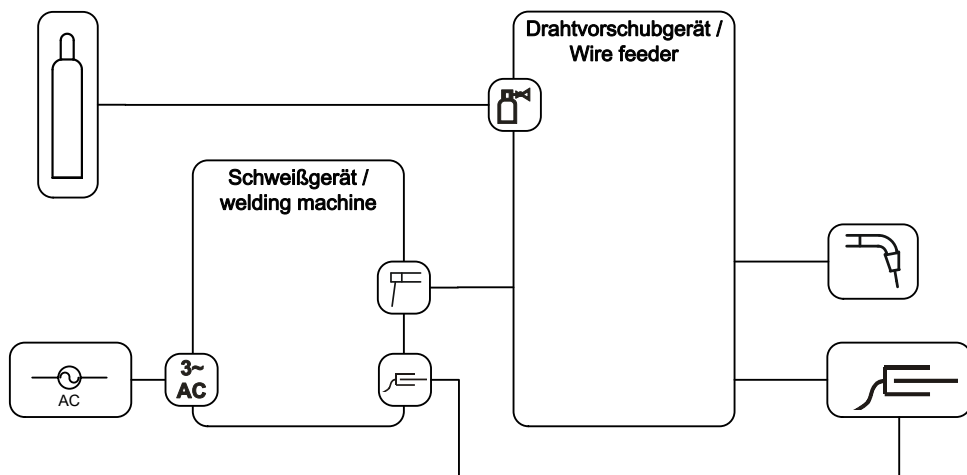 Drahtvorschubgerät /
Wire feeder
Schweißgerät /
welding machine
3~
AC
AC